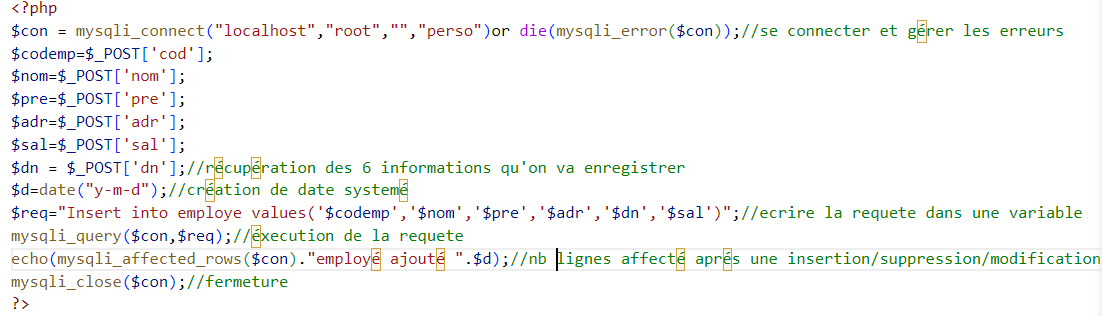 <?php
$con = mysqli_connect("localhost","root","","perso")or die(mysqli_error($con));//se connecter et gérer les erreurs
$codemp=$_POST['cod'];
$nom=$_POST['nom'];
$pre=$_POST['pre'];
$adr=$_POST['adr'];
$sal=$_POST['sal'];
$dn = $_POST['dn'];//récupération des 6 informations qu'on va enregistrer
$d=date("y-m-d");//création de date systemé
$req="Insert into employe values('$codemp','$nom','$pre','$adr','$dn','$sal')";//ecrire la requete dans une variable
mysqli_query($con,$req);//éxecution de la requete
echo(mysqli_affected_rows($con)."employé ajouté ".$d);//nb lignes affecté aprés une insertion/suppression/modification
mysqli_close($con);//fermeture
?>